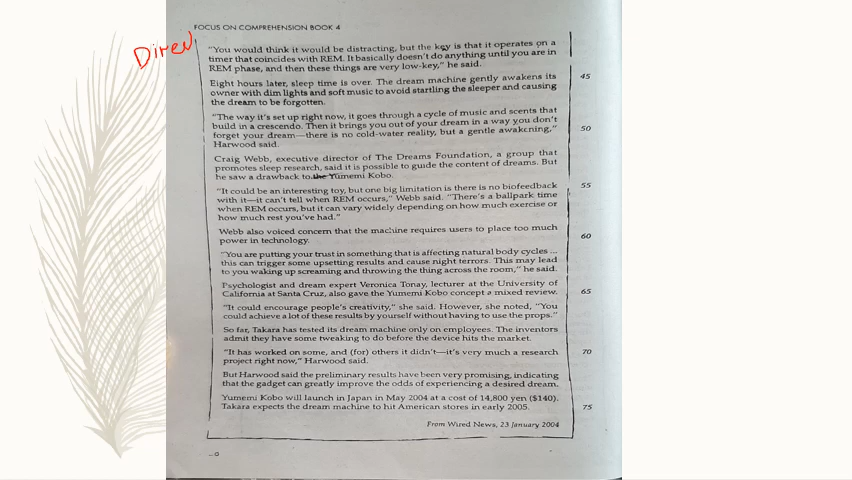 FOCUS ON COMPREHENSION BOOK 4
Direv
"You would think it would be distracting, but the key is that it operates on a
timer that coincides with REM. It basically doesn't do anything until you are in
REM phase, and then these things are very low-key," he said.
Eight hours later, sleep time is over. The dream machine gently awakens its 45
owner with dim lights and soft music to avoid startling the sleeper and causing
the dream to be forgotten.
"The way it's set up right now, it goes through a cycle of music and scents that
build in a crescendo. Then it brings you out of your dream in a way you don't
forget your dream—there is no cold-water reality, but a gentle awakening," 50
Harwood said.
Craig Webb, executive director of The Dreams Foundation, a group that
promotes sleep research, said it is possible to guide the content of dreams. But
he saw a drawback to the Yumemi Kobo.
"It could be an interesting toy, but one big limitation is there is no biofeedback 55
with it—it can't tell when REM occurs," Webb said. "There's a ballpark time
when REM occurs, but it can vary widely depending on how much exercise or
how much rest you've had."
Webb also voiced concern that the machine requires users to place too much
power in technology. 60
"You are putting your trust in something that is affecting natural body cycles ...
this can trigger some upsetting results and cause night terrors. This may lead
to you waking up screaming and throwing the thing across the room," he said.
Psychologist and dream expert Veronica Tonay, lecturer at the University of
California at Santa Cruz, also gave the Yumemi Kobo concept a mixed review. 65
"It could encourage people's creativity," she said. However, she noted, "You
could achieve a lot of these results by yourself without having to use the props."
So far, Takara has tested its dream machine only on employees. The inventors
admit they have some tweaking to do before the device hits the market.
"It has worked on some, and (for) others it didn't—it's very much a research 70
project right now," Harwood said.
But Harwood said the preliminary results have been very promising, indicating
that the gadget can greatly improve the odds of experiencing a desired dream.
Yumemi Kobo will launch in Japan in May 2004 at a cost of 14,800 yen ($140).
Takara expects the dream machine to hit American stores in early 2005. 75
From Wired News, 23 January 2004